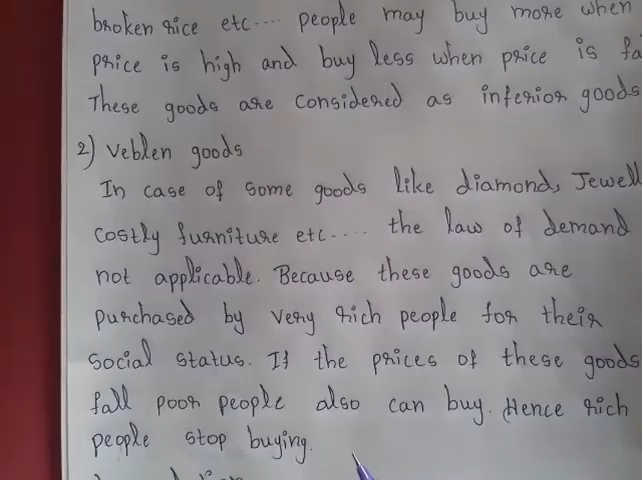 broken rice etc.... people may buy more when
price is high and buy less when price is fa
These goods are considered as inferior goods
2) Veblen goods
In case of some goods like diamond, Jewell
costly furniture etc.... the law of demand
not applicable. Because these goods are
purchased by very rich people for their
social status. If the prices of these goods
fall poor people also can buy. Hence rich
people stop buying.